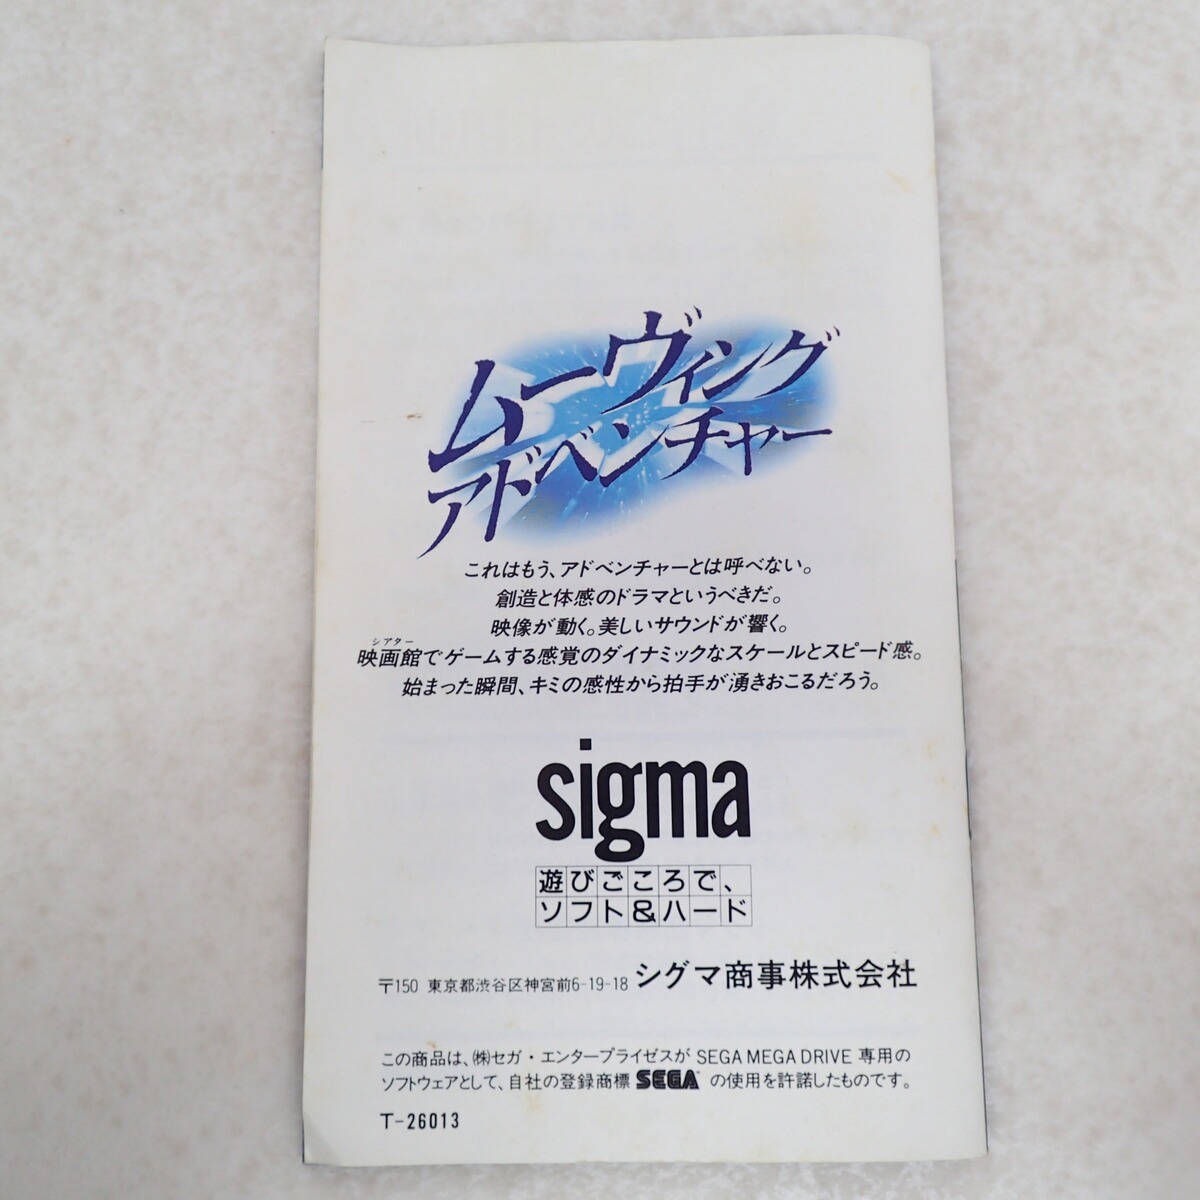 ムーヴィング
アドベンチャー
これはもう、アドベンチャーとは呼べない。
創造と体感のドラマというべきだ。
映像が動く。美しいサウンドが響く。
シアター
映画館でゲームする感覚のダイナミックなスケールとスピード感。
始まった瞬間、キミの感性から拍手が湧きおこるだろう。
sigma
遊びごころで、
ソフト&ハード
〒150 東京都渋谷区神宮前6-19-18 シグマ商事株式会社
この商品は、㈱セガ・エンタープライゼスが SEGA MEGA DRIVE 専用の
ソフトウェアとして、自社の登録商標 SEGA の使用を許諾したものです。
T-26013